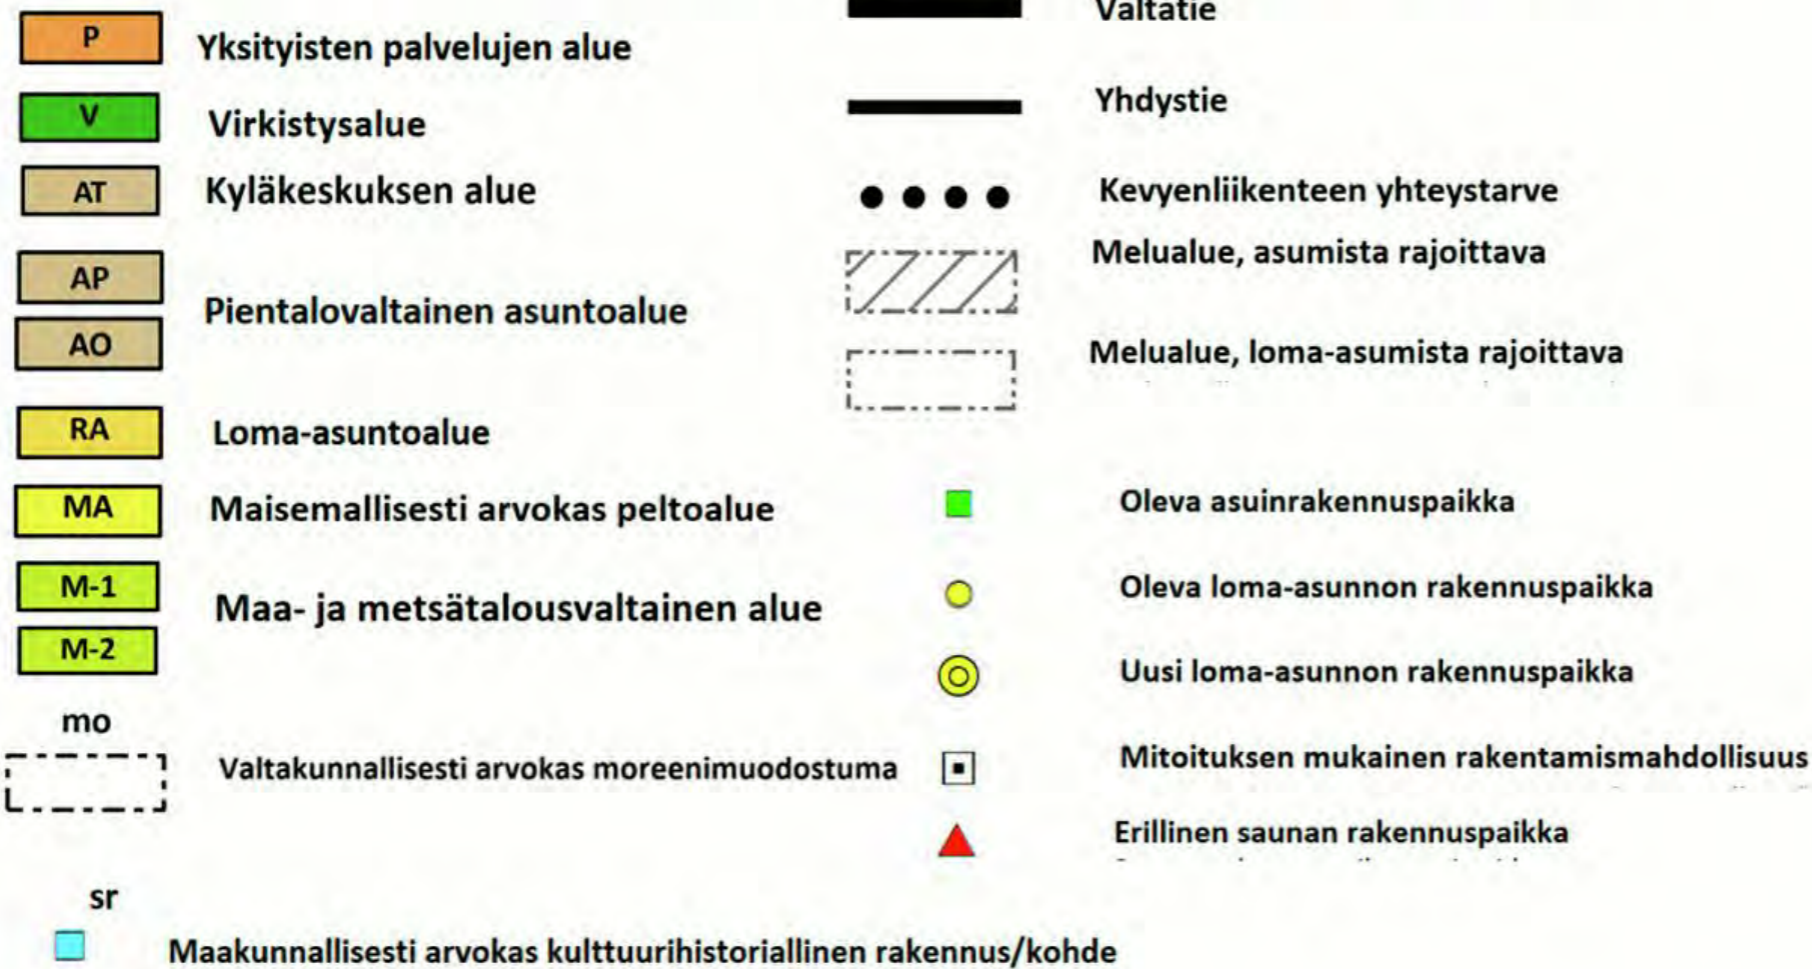 P
Yksityisten palvelujen alue
V
Virkistysalue
AT
Kyläkeskuksen alue
AP
AO
Pientalovaltainen asuntoalue
RA
Loma-asuntoalue
MA
Maisemallisesti arvokas peltoalue
M-1
M-2
Maa- ja metsätalousvaltainen alue
mo
Valtakunnallisesti arvokas moreenimuodostuma
sr
Maakunnallisesti arvokas kulttuurihistoriallinen rakennus/kohde
Valtatie
Yhdystie
Kevyenliikenteen yhteystarve
Melualue, asumista rajoittava
Melualue, loma-asumista rajoittava
Oleva asuinrakennuspaikka
Oleva loma-asunnon rakennuspaikka
Uusi loma-asunnon rakennuspaikka
Mitoituksen mukainen rakentamismahdollisuus
Erillinen saunan rakennuspaikka